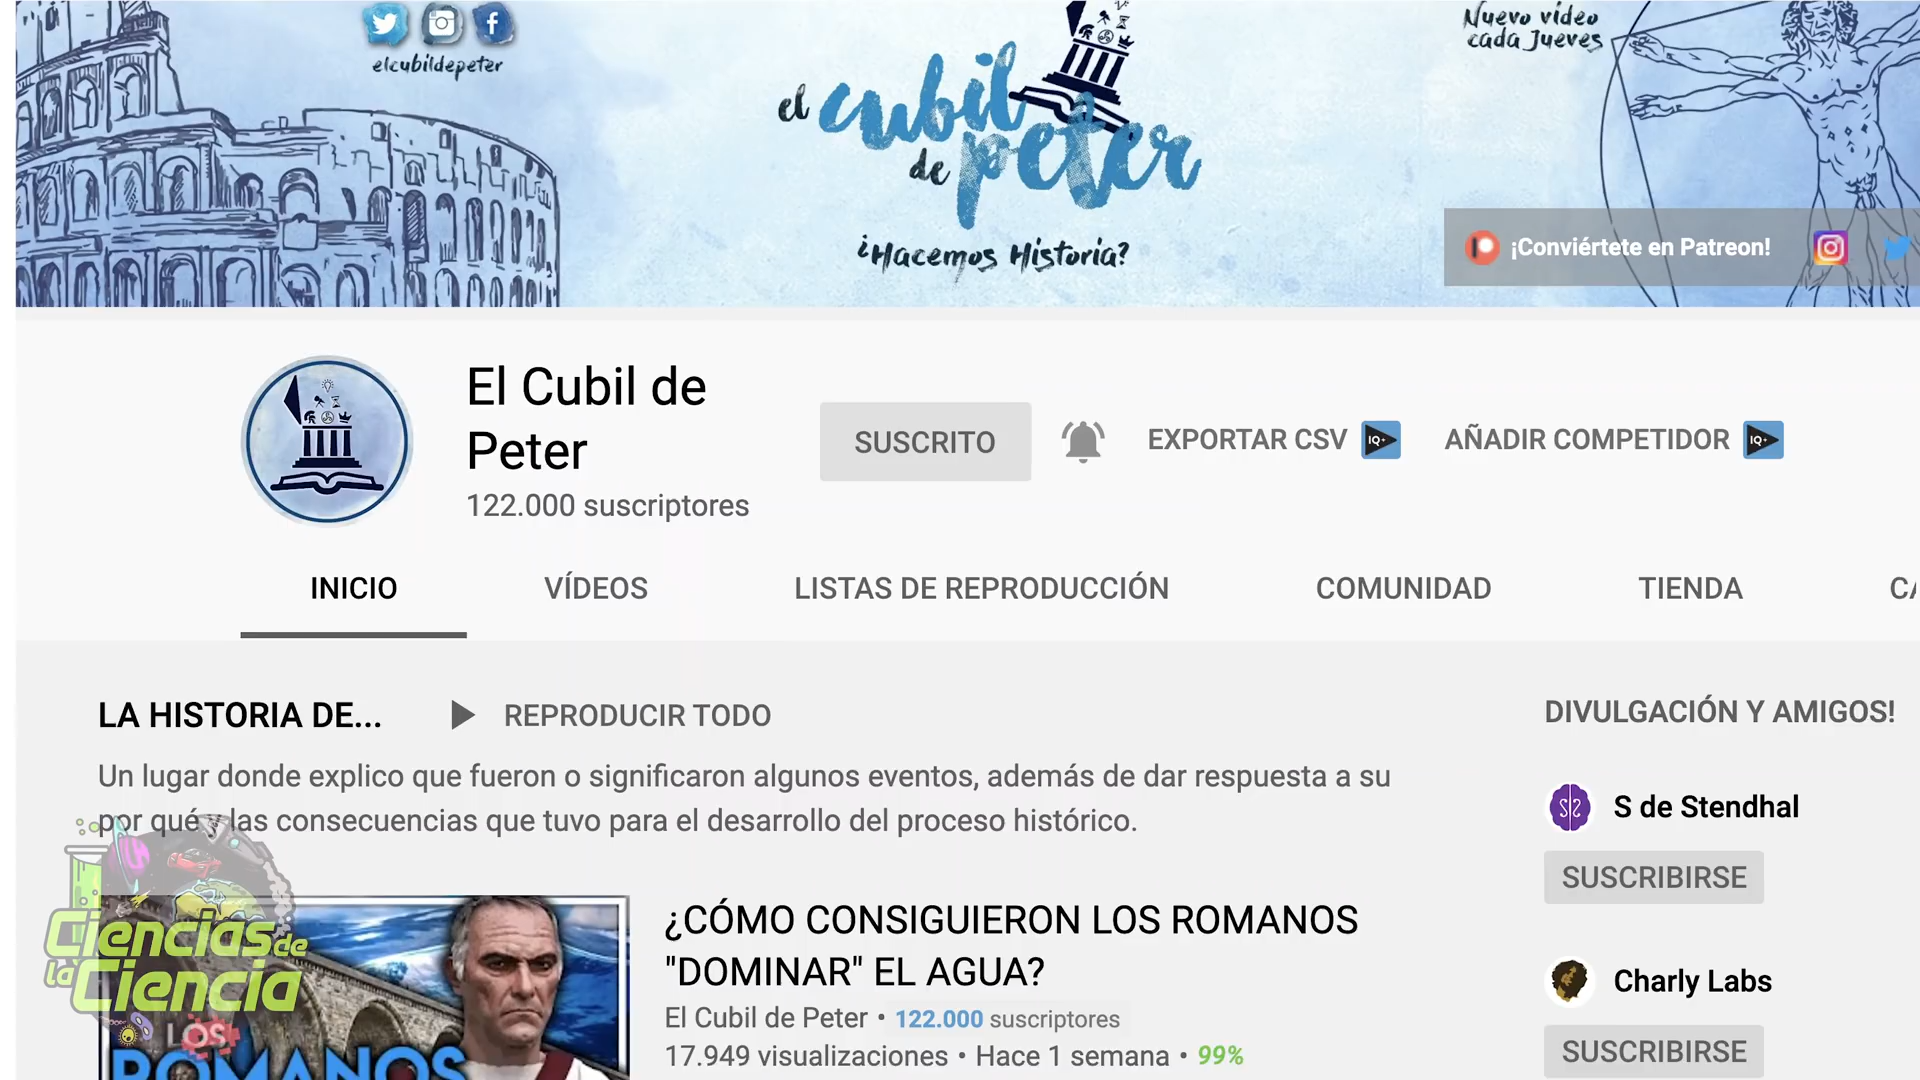 elcubildepeter
el cubil
de peter
¿Hacemos Historia?
Nuevo vídeo
cada Jueves
¡Conviértete en Patreon!
El Cubil de
Peter
122.000 suscriptores
SUSCRITO
EXPORTAR CSV
IQ+
AÑADIR COMPETIDOR
IQ+
INICIO
VÍDEOS
LISTAS DE REPRODUCCIÓN
COMUNIDAD
TIENDA
CA
LA HISTORIA DE...
REPRODUCIR TODO
Un lugar donde explico que fueron o significaron algunos eventos, además de dar respuesta a su
por qué y las consecuencias que tuvo para el desarrollo del proceso histórico.
Ciencias de
la Ciencia
LOS
ROMANOS
¿CÓMO CONSIGUIERON LOS ROMANOS
"DOMINAR" EL AGUA?
El Cubil de Peter • 122.000 suscriptores
17.949 visualizaciones • Hace 1 semana • 99%
DIVULGACIÓN Y AMIGOS!
S de Stendhal
SUSCRIBIRSE
Charly Labs
SUSCRIBIRSE